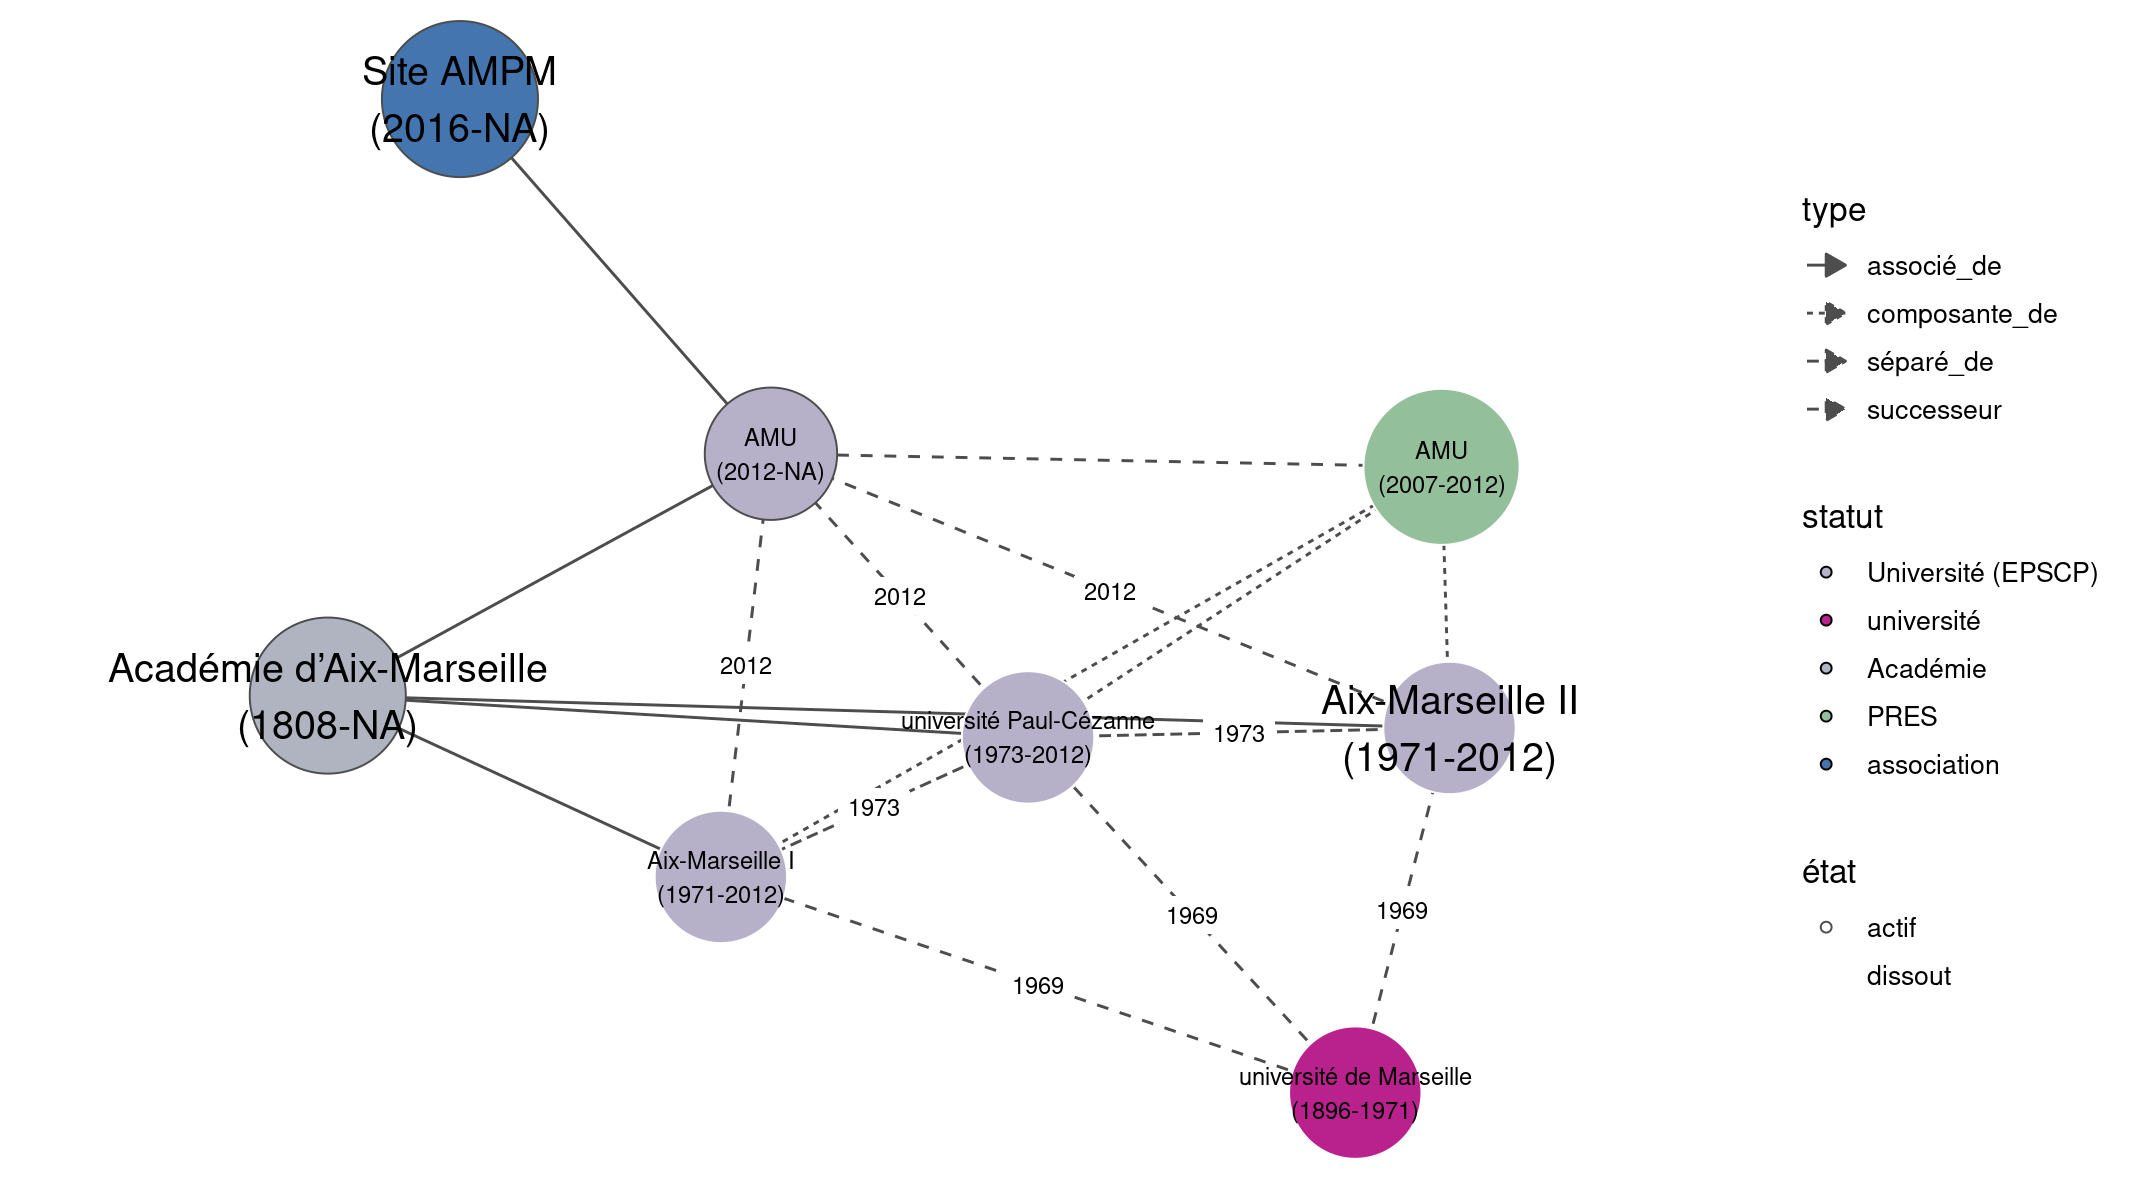 Site AMPM
(2016-NA)
AMU
(2012-NA)
AMU
(2007-2012)
2012
2012
2012
Académie d’Aix-Marseille
(1808-NA)
université Paul-Cézanne
(1973-2012)
1973
Aix-Marseille II
(1971-2012)
1973
Aix-Marseille I
(1971-2012)
1969
1969
1969
université de Marseille
(1896-1971)
type
associé_de
composante_de
séparé_de
successeur
statut
Université (EPSCP)
université
Académie
PRES
association
état
actif
dissout